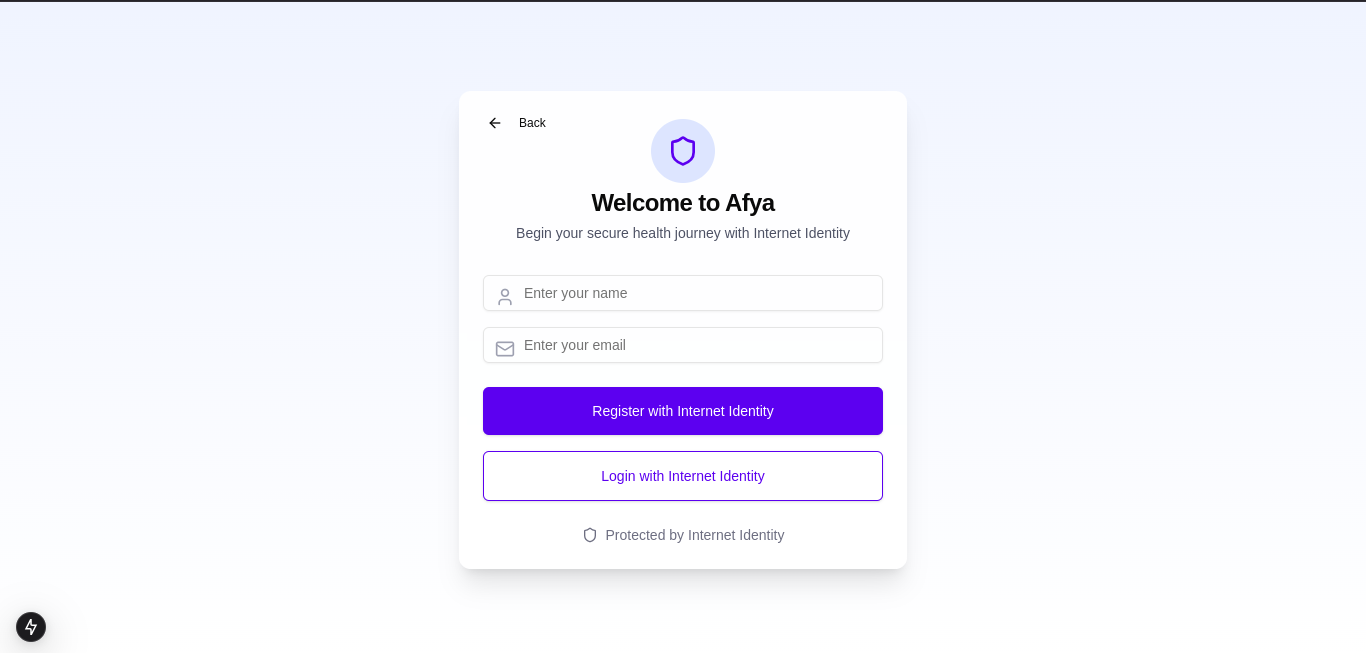 Back
Welcome to Afya
Begin your secure health journey with Internet Identity
Enter your name
Enter your email
Register with Internet Identity
Login with Internet Identity
Protected by Internet Identity